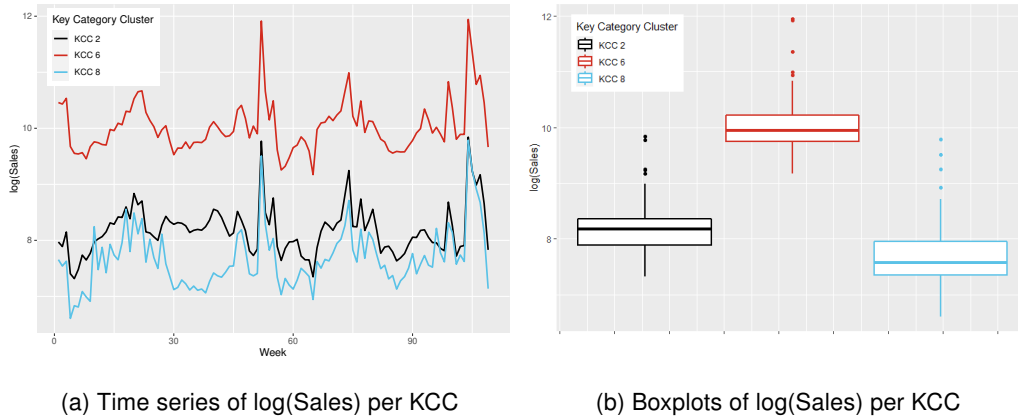 Key Category Cluster
KCC 2
KCC 6
KCC 8
12
10
8
log(Sales)
0
30
60
90
Week
(a) Time series of log(Sales) per KCC
Key Category Cluster
KCC 2
KCC 6
KCC 8
12
10
8
log(Sales)
(b) Boxplots of log(Sales) per KCC